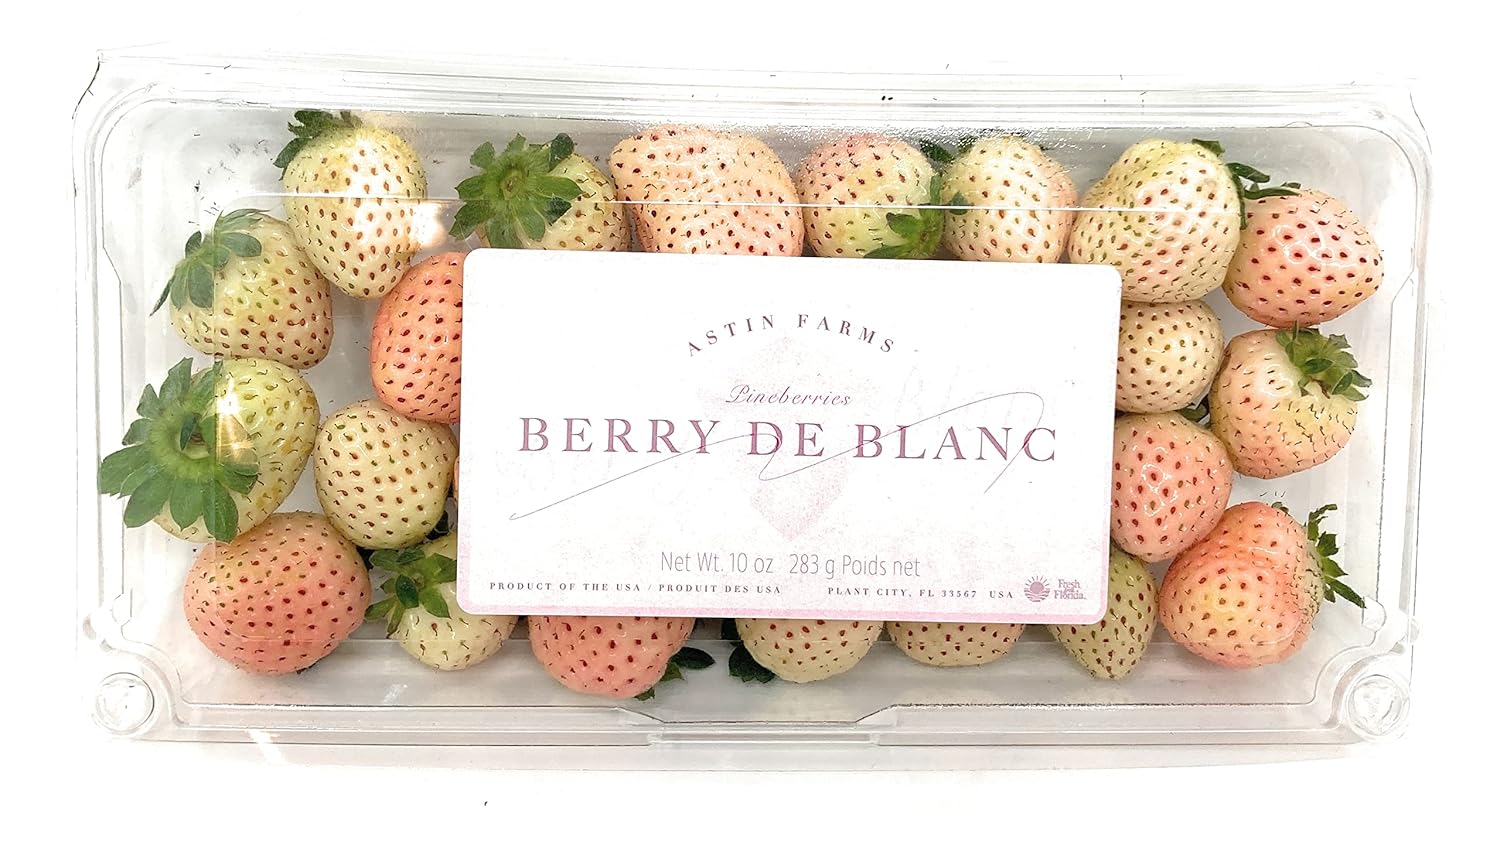 ASTIN FARMS
Pineberries
BERRY DE BLANC
Net Wt. 10 oz 283 g Poids net
PRODUCT OF THE USA / PRODUIT DES USA PLANT CITY, FL 33567 USA
Fresh
from
Florida